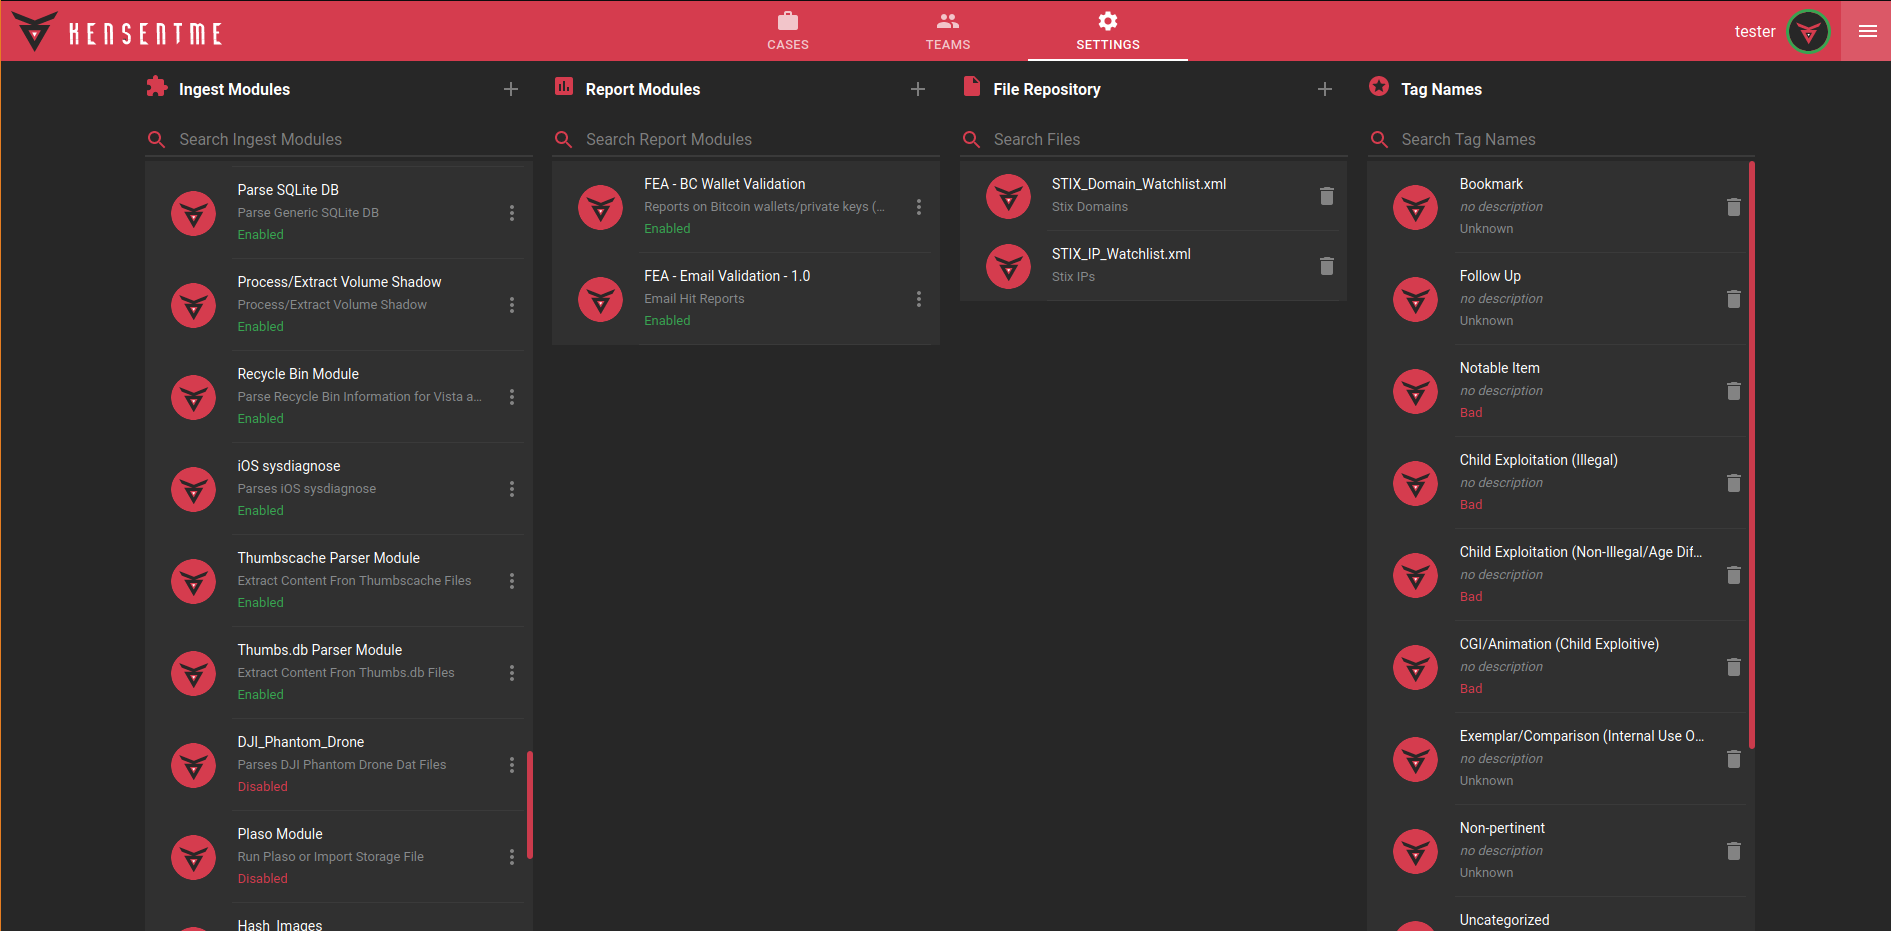 KENSENTME
CASES
TEAMS
SETTINGS
tester
Ingest Modules
Search Ingest Modules
Parse SQLite DB
Parse Generic SQLite DB
Enabled
Process/Extract Volume Shadow
Process/Extract Volume Shadow
Enabled
Recycle Bin Module
Parse Recycle Bin Information for Vista a...
Enabled
iOS sysdiagnose
Parses iOS sysdiagnose
Enabled
Thumbscache Parser Module
Extract Content Fron Thumbscache Files
Enabled
Thumbs.db Parser Module
Extract Content Fron Thumbs.db Files
Enabled
DJI_Phantom_Drone
Parses DJI Phantom Drone Dat Files
Disabled
Plaso Module
Run Plaso or Import Storage File
Disabled
Hash_Images
Report Modules
Search Report Modules
FEA - BC Wallet Validation
Reports on Bitcoin wallets/private keys (...
Enabled
FEA - Email Validation - 1.0
Email Hit Reports
Enabled
File Repository
Search Files
STIX_Domain_Watchlist.xml
Stix Domains
STIX_IP_Watchlist.xml
Stix IPs
Tag Names
Search Tag Names
Bookmark
no description
Unknown
Follow Up
no description
Unknown
Notable Item
no description
Bad
Child Exploitation (Illegal)
no description
Bad
Child Exploitation (Non-Illegal/Age Dif...
no description
Bad
CGI/Animation (Child Exploitive)
no description
Bad
Exemplar/Comparison (Internal Use O...
no description
Unknown
Non-pertinent
no description
Unknown
Uncategorized